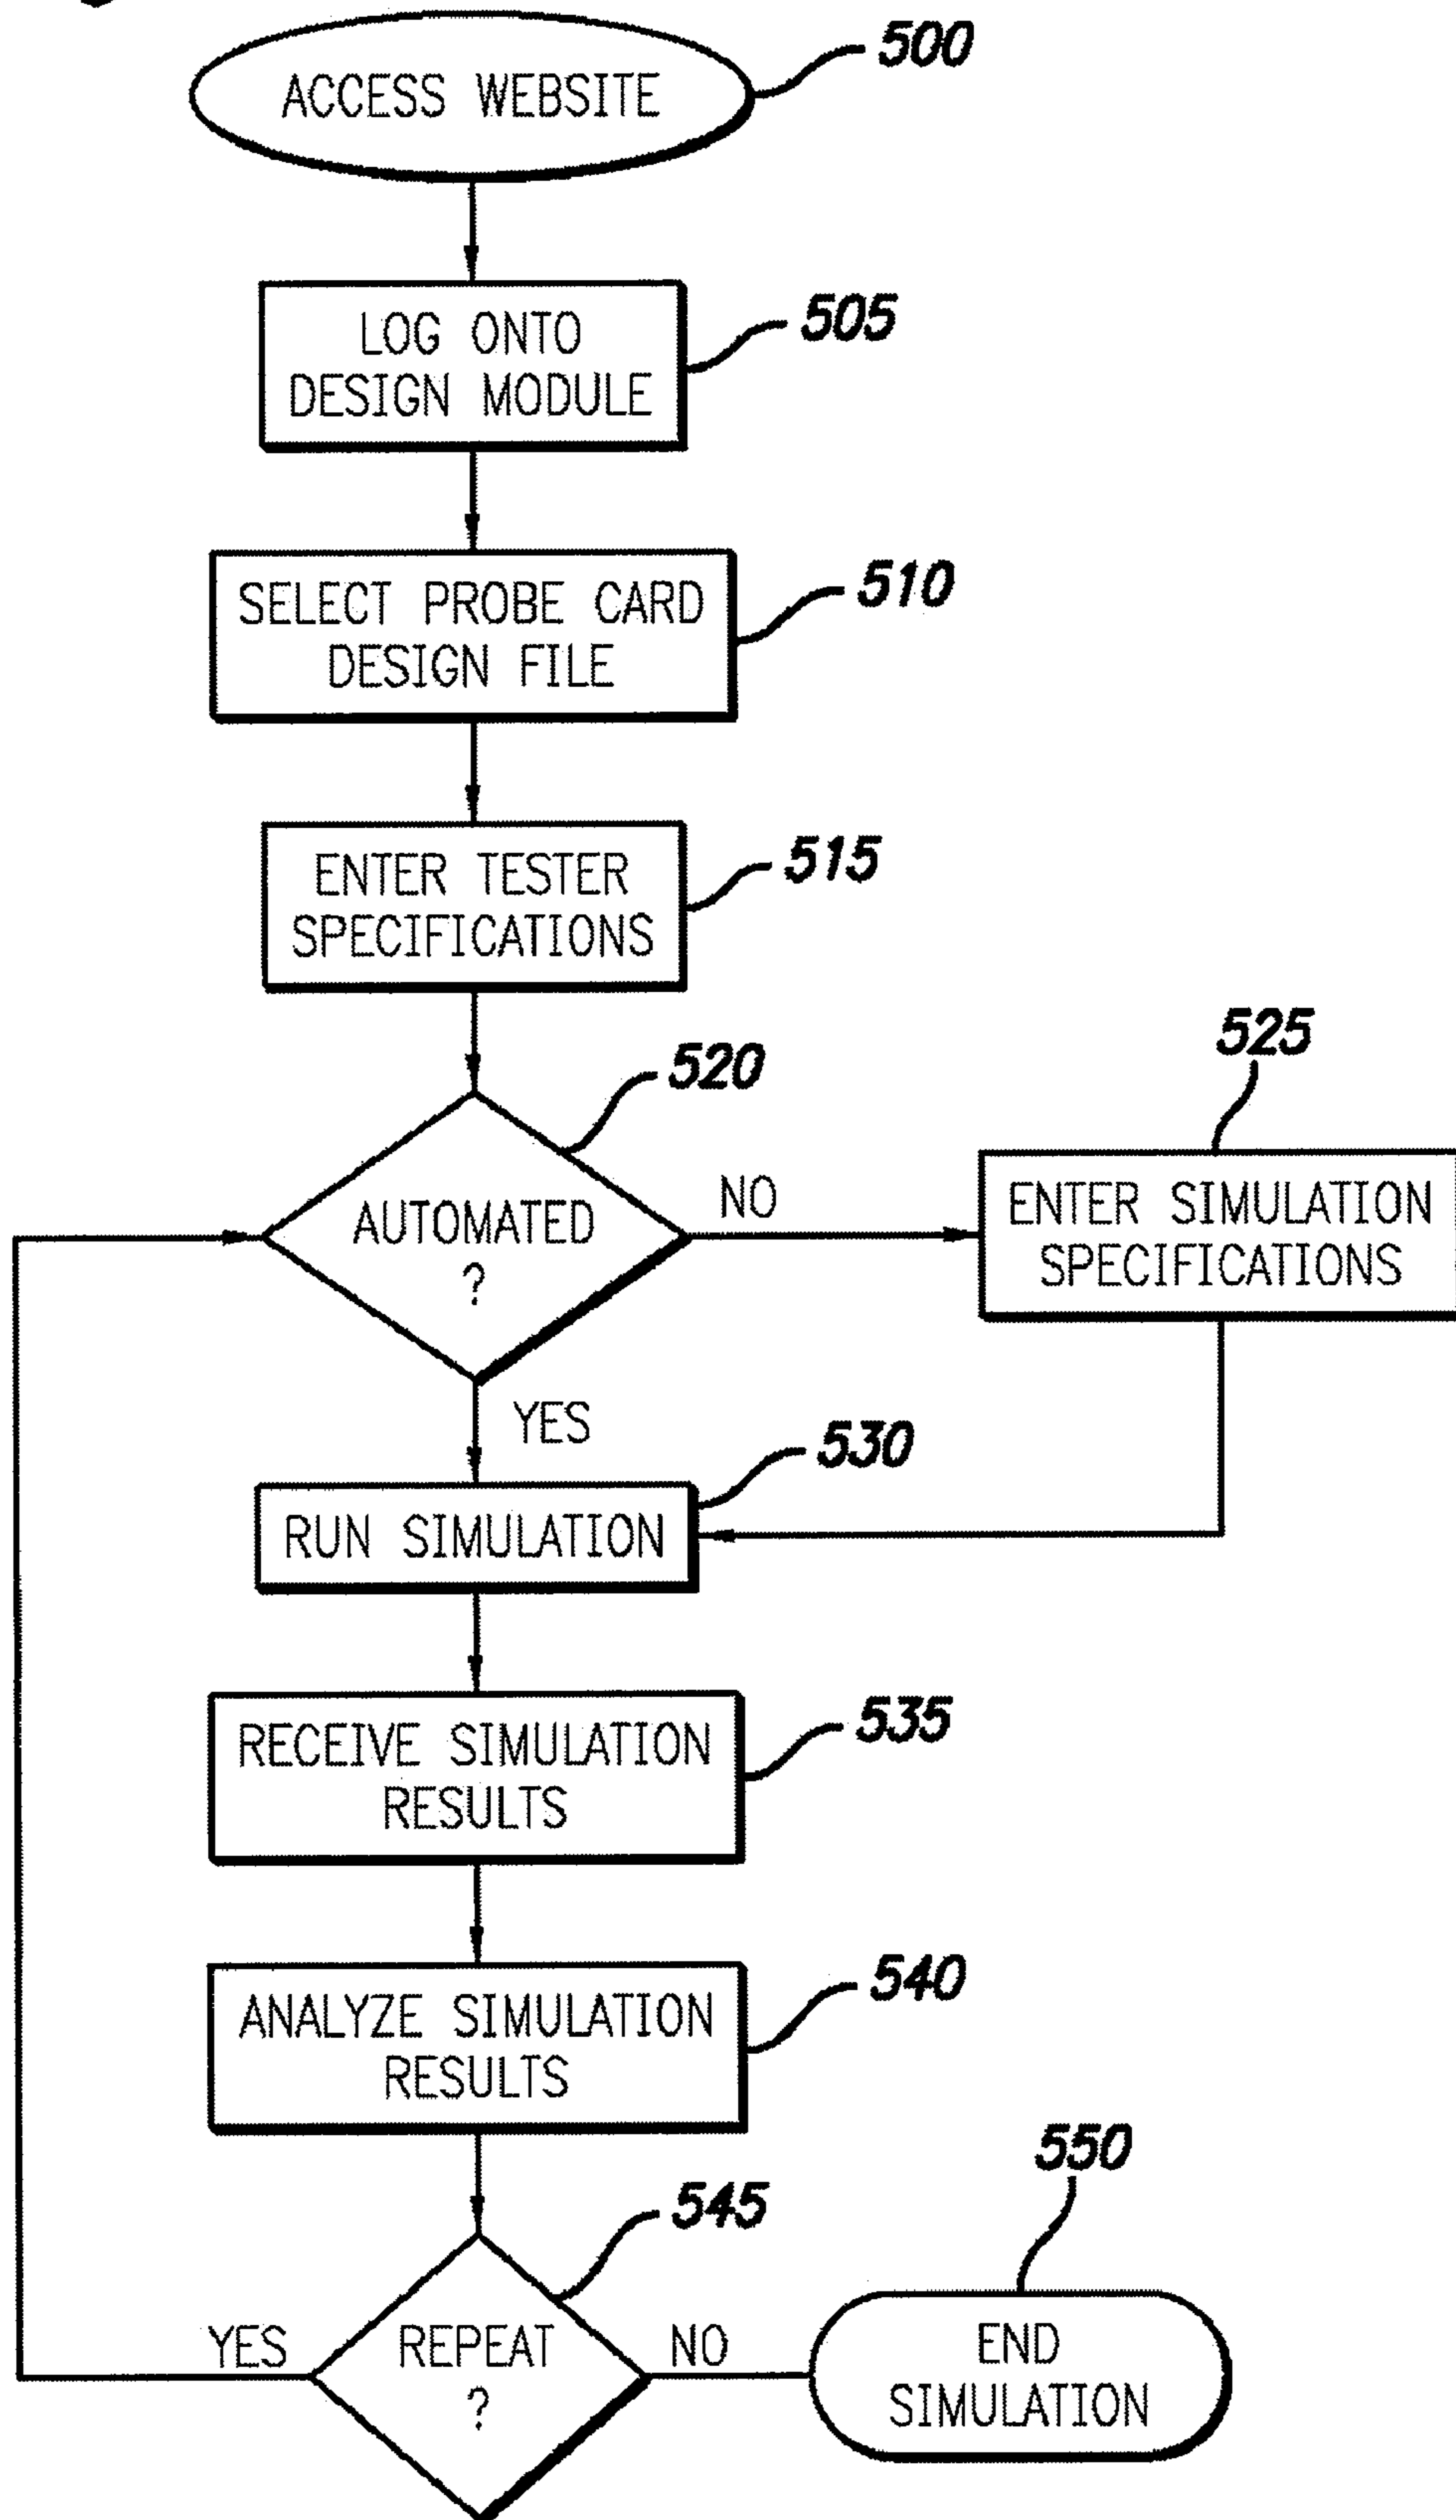 ACCESS WEBSITE
500
LOG ONTO
DESIGN MODULE
505
SELECT PROBE CARD
DESIGN FILE
510
ENTER TESTER
SPECIFICATIONS
515
AUTOMATED
?
520
NO
ENTER SIMULATION
SPECIFICATIONS
525
YES
RUN SIMULATION
530
RECEIVE SIMULATION
RESULTS
535
ANALYZE SIMULATION
RESULTS
540
REPEAT
?
545
YES
NO
END
SIMULATION
550